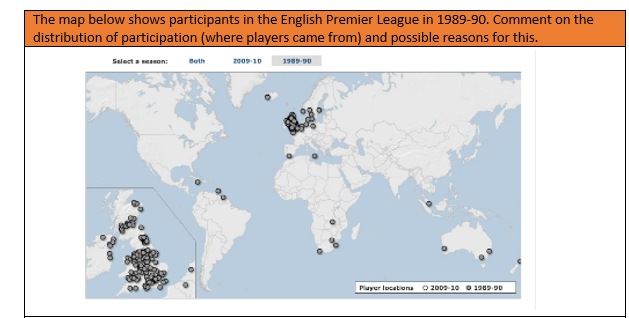 The map below shows participants in the English Premier League in 1989-90. Comment on the
distribution of participation (where players came from) and possible reasons for this.
Select a season: Both 2009-10 1989-90
Player locations 2009-10 1989-90